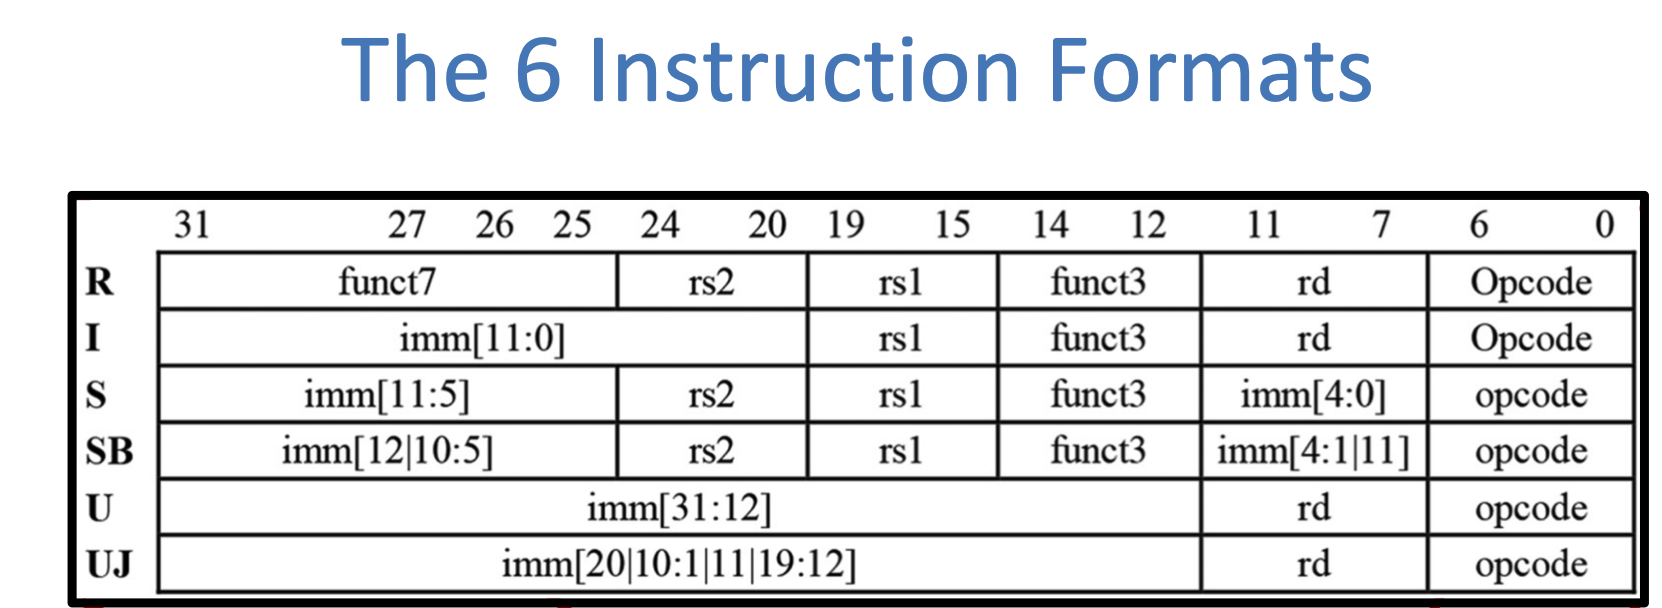 The 6 Instruction Formats
31 27 26 25 24 20 19 15 14 12 11 7 6 0
R funct7 rs2 rs1 funct3 rd Opcode
I imm[11:0] rs1 funct3 rd Opcode
S imm[11:5] rs2 rs1 funct3 imm[4:0] opcode
SB imm[12|10:5] rs2 rs1 funct3 imm[4:1|11] opcode
U imm[31:12] rd opcode
UJ imm[20|10:1|11|19:12] rd opcode